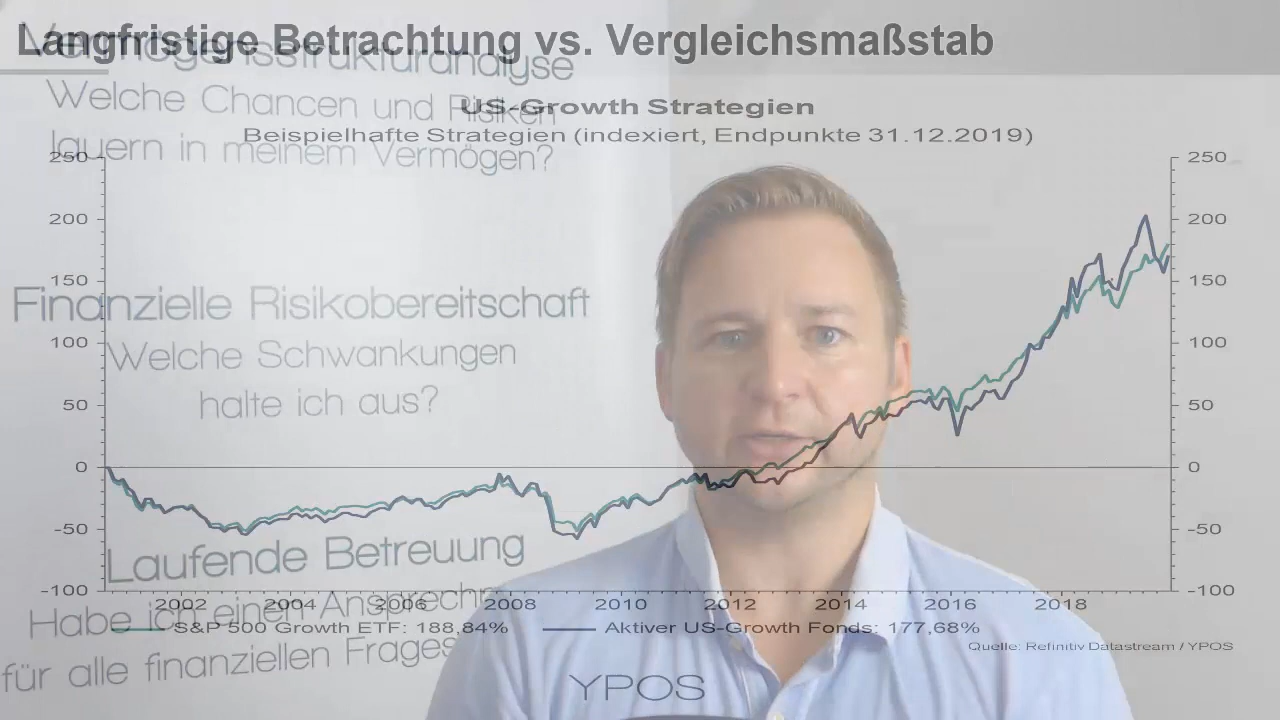 Langfristige Betrachtung vs. Vergleichsmaßstab
Vermögensstrukturanalyse
Welche Chancen und Risiken
lauern in meinem Vermögen?
US-Growth Strategien
Beispielhafte Strategien (indexiert, Endpunkte 31.12.2019)
250 250
200 200
150 150
Finanzielle Risikobereitschaft
100 100
Welche Schwankungen
halte ich aus?
50 50
0 0
-50 -50
Laufende Betreuung
-100 -100
2002 2004 2006 2008 2010 2012 2014 2016 2018
Habe ich einen Ansprechp
S&P 500 Growth ETF: 188,84% Aktiver US-Growth Fonds: 177,68%
für alle finanziellen Frages
Quelle: Refinitiv Datastream / YPOS
YPOS